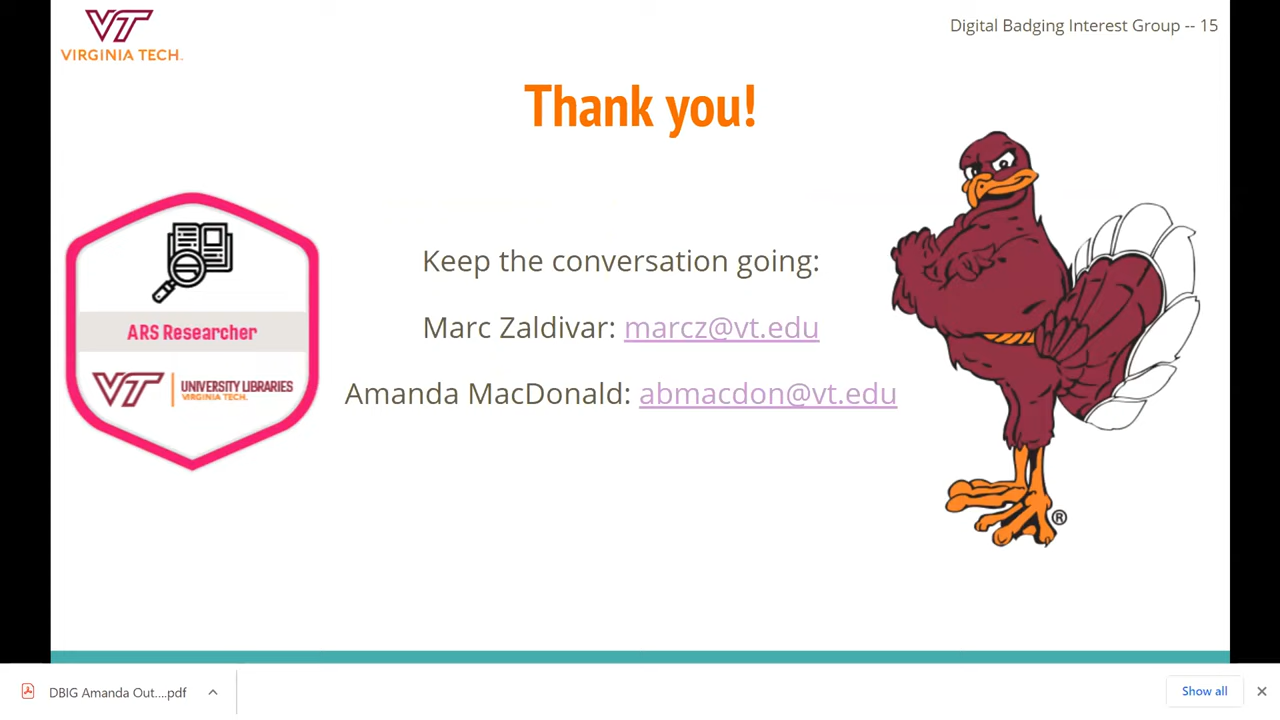 VT
VIRGINIA TECH.
Digital Badging Interest Group -- 15
Thank you!
ARS Researcher
VT | UNIVERSITY LIBRARIES
VIRGINIA TECH.
Keep the conversation going:
Marc Zaldivar: marcz@vt.edu
Amanda MacDonald: abmacdon@vt.edu
®
DBIG Amanda Out....pdf
Show all